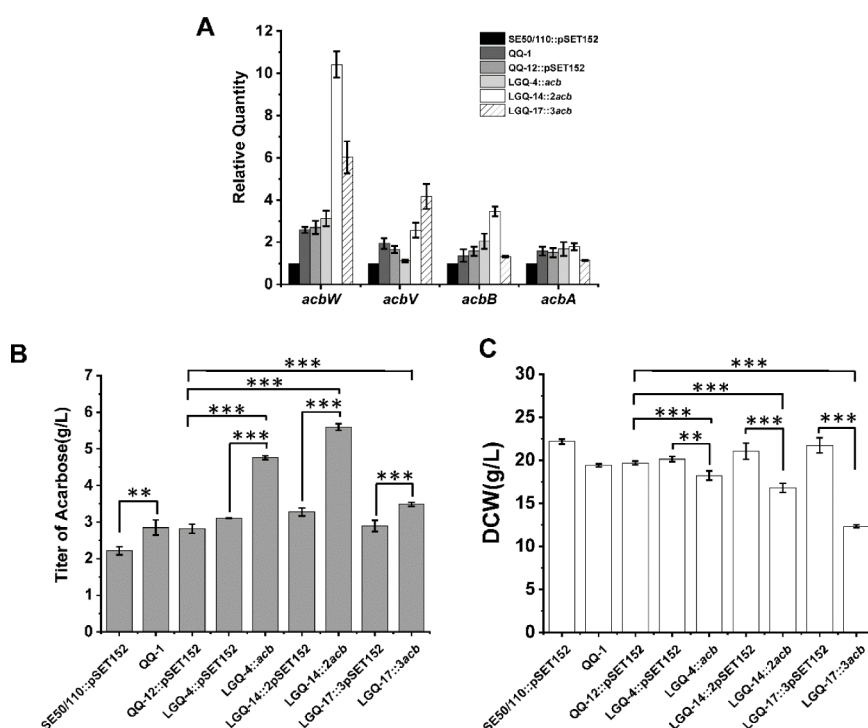 A
SE50/110::pSET152
QQ-1
QQ-12::pSET152
LGQ-4::acb
LGQ-14::2acb
LGQ-17::3acb
Relative Quantity
12
10
8
6
4
2
0
acbW acbV acbB acbA
B
Titer of Acarbose(g/L)
7
6
5
4
3
2
1
0
**
***
***
***
***
***
***
SE50/110::pSET152
QQ-1
QQ-12::pSET152
LGQ-4::pSET152
LGQ-4::acb
LGQ-14::2pSET152
LGQ-14::2acb
LGQ-17::3pSET152
LGQ-17::3acb
C
DCW(g/L)
30
25
20
15
10
5
0
***
***
***
**
***
***
SE50/110::pSET152
QQ-1
QQ-12::pSET152
LGQ-4::pSET152
LGQ-4::acb
LGQ-14::2pSET152
LGQ-14::2acb
LGQ-17::3pSET152
LGQ-17::3acb